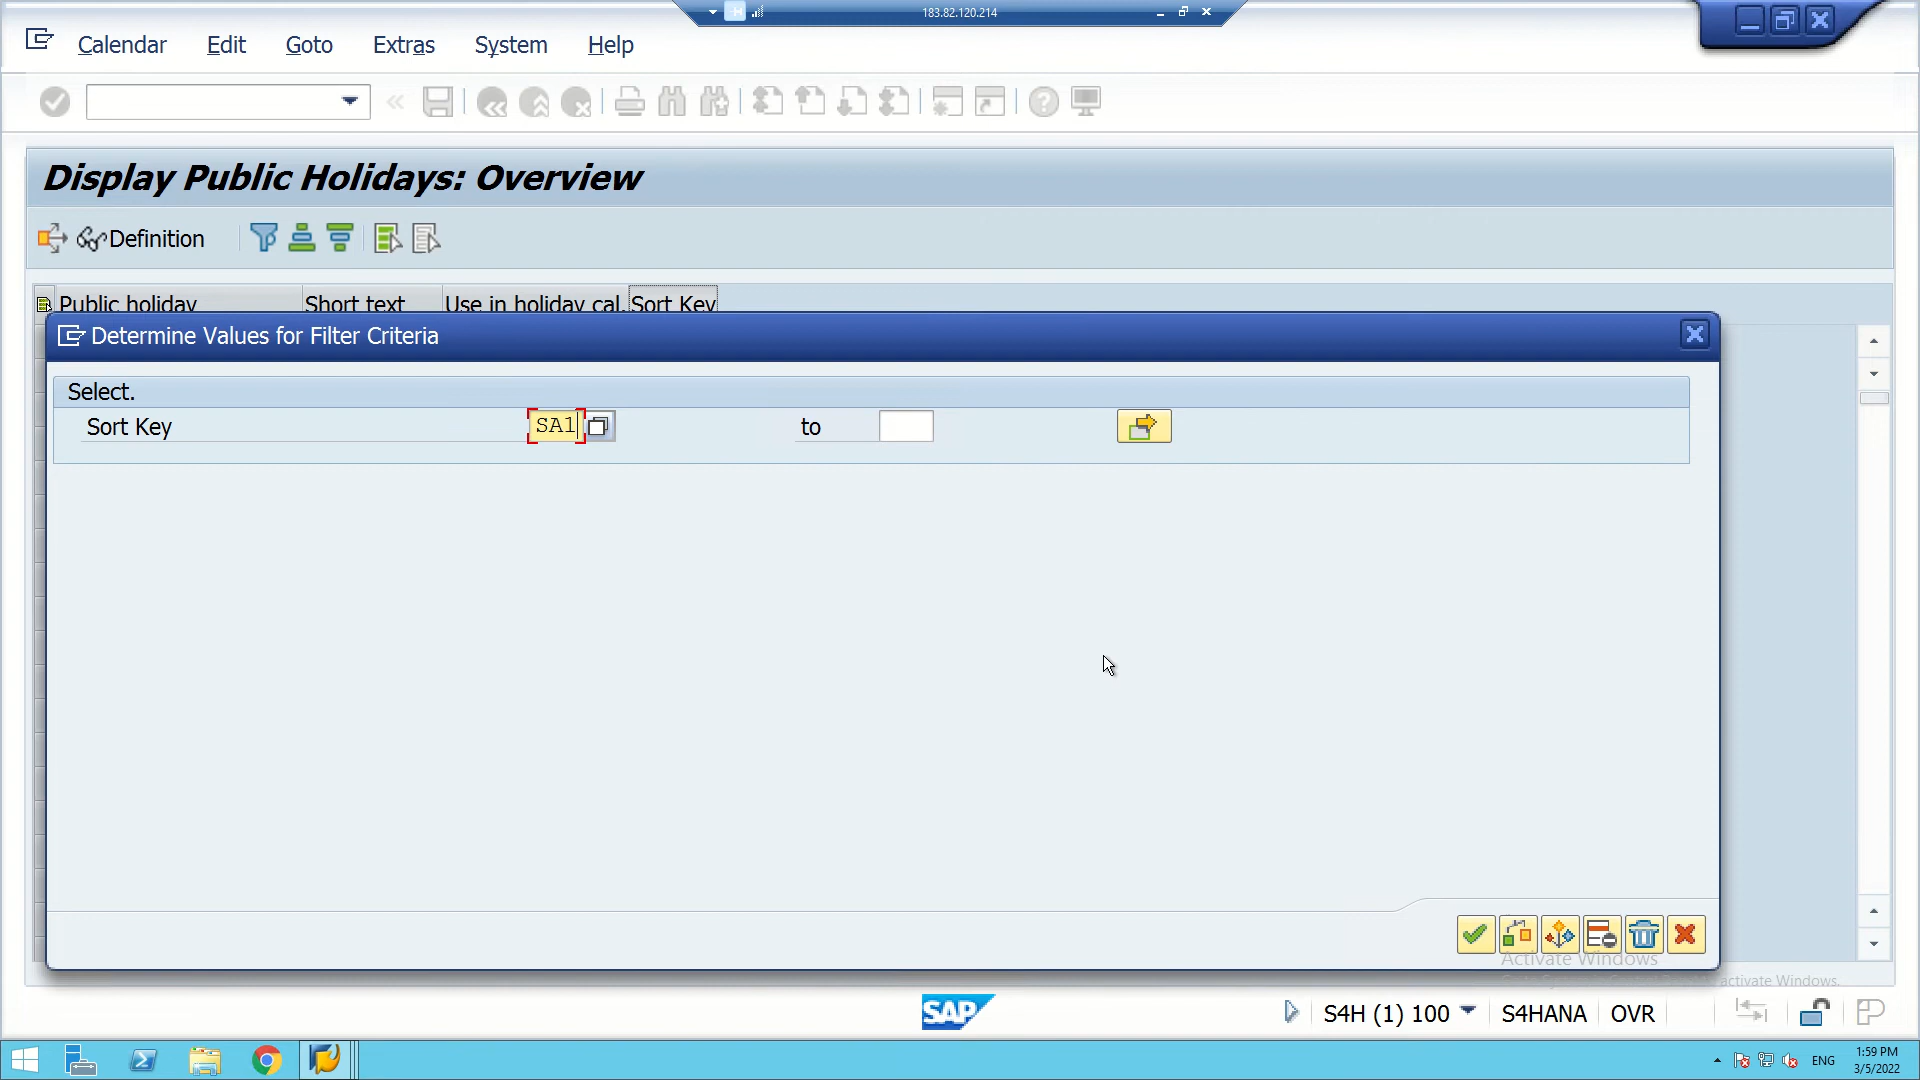 183.82.120.214
Calendar Edit Goto Extras System Help
Display Public Holidays: Overview
Definition
Public holiday Short text Use in holiday cal. Sort Key
Determine Values for Filter Criteria
Select.
Sort Key SA1 to
Activate Windows
activate Windows.
SAP S4H (1) 100 S4HANA OVR
ENG 1:59 PM
3/5/2022